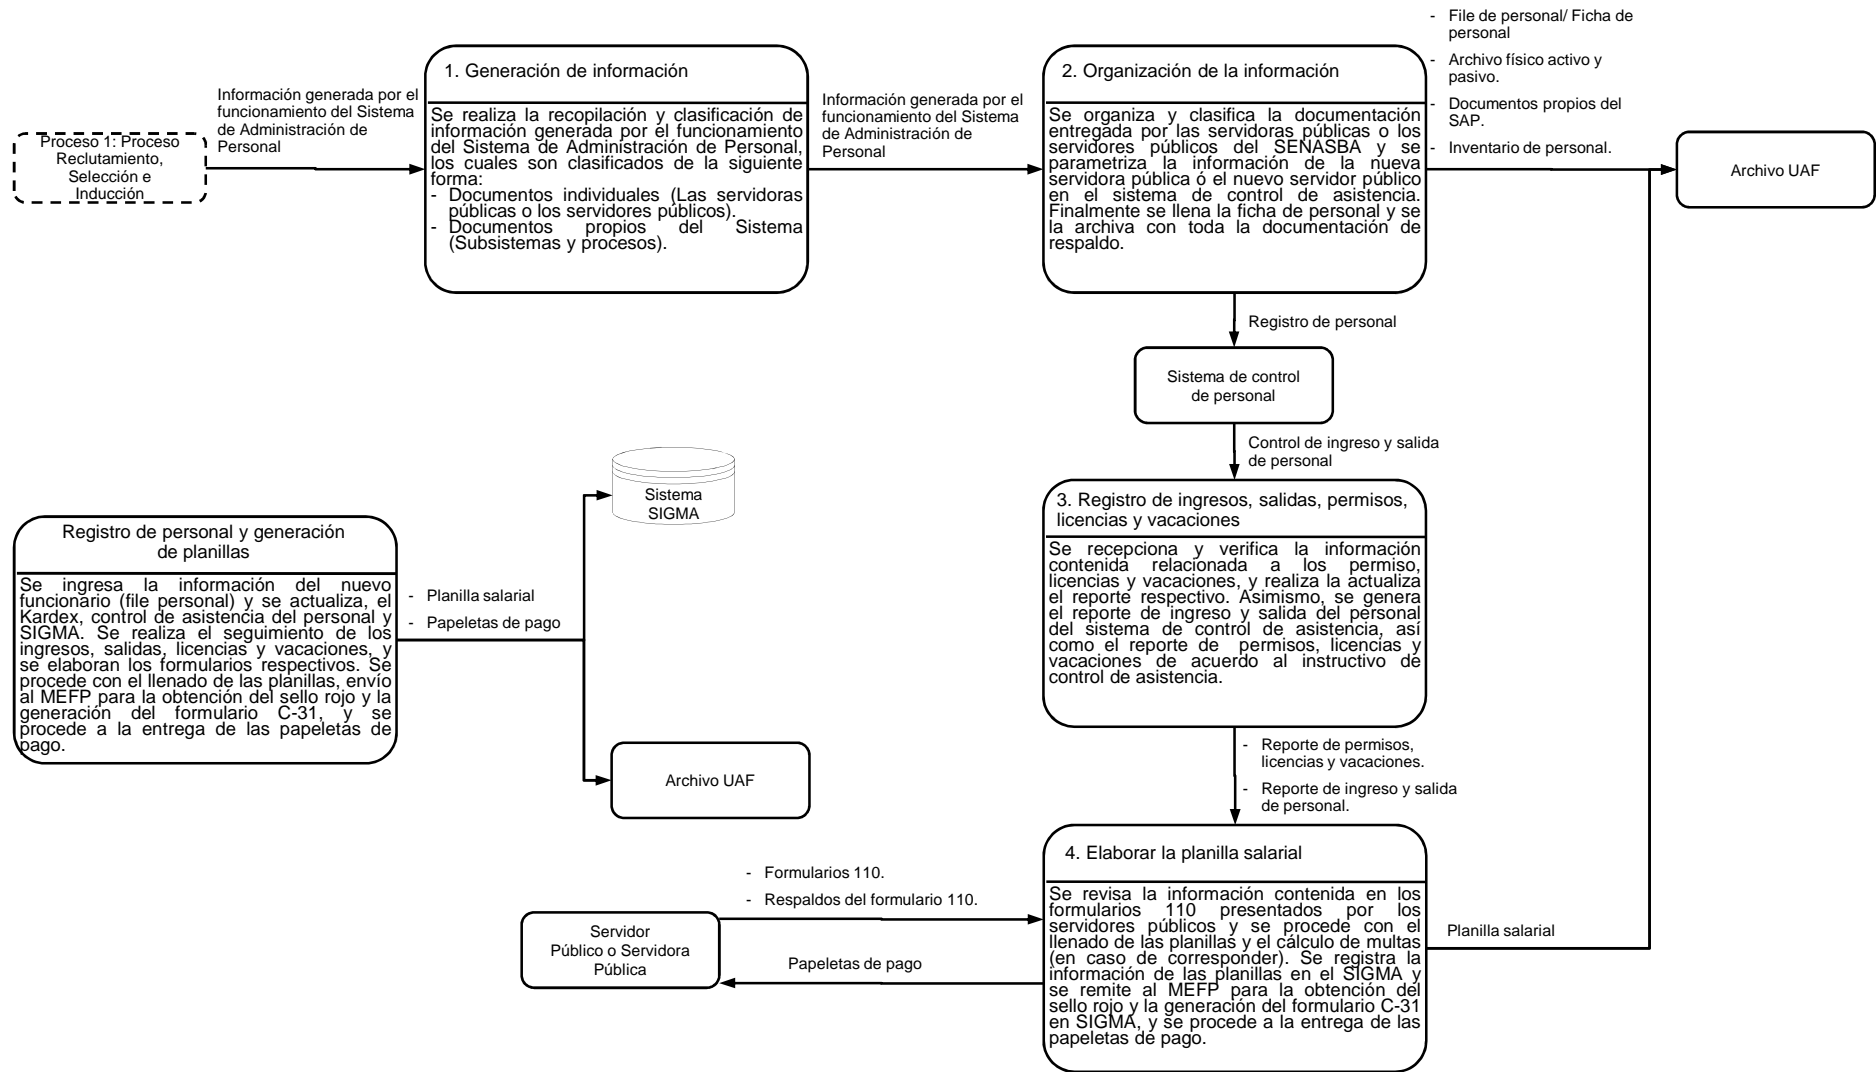 Proceso 1: Proceso
Reclutamiento,
Selección e
Inducción
Información generada por el
funcionamiento del Sistema
de Administración de
Personal
1. Generación de información
Se realiza la recopilación y clasificación de
información generada por el funcionamiento
del Sistema de Administración de Personal,
los cuales son clasificados de la siguiente
forma:
- Documentos individuales (Las servidoras
públicas o los servidores públicos).
- Documentos propios del Sistema
(Subsistemas y procesos).
Información generada por el
funcionamiento del Sistema
de Administración de
Personal
2. Organización de la información
Se organiza y clasifica la documentación
entregada por las servidoras públicas o los
servidores públicos del SENASBA y se
parametriza la información de la nueva
servidora pública ó el nuevo servidor público
en el sistema de control de asistencia.
Finalmente se llena la ficha de personal y se
la archiva con toda la documentación de
respaldo.
- File de personal/ Ficha de
personal
- Archivo físico activo y
pasivo.
- Documentos propios del
SAP.
- Inventario de personal.
Archivo UAF
Registro de personal
Sistema de control
de personal
Control de ingreso y salida
de personal
3. Registro de ingresos, salidas, permisos,
licencias y vacaciones
Se recepciona y verifica la información
contenida relacionada a los permiso,
licencias y vacaciones, y realiza la actualiza
el reporte respectivo. Asimismo, se genera
el reporte de ingreso y salida del personal
del sistema de control de asistencia, así
como el reporte de permisos, licencias y
vacaciones de acuerdo al instructivo de
control de asistencia.
- Reporte de permisos,
licencias y vacaciones.
- Reporte de ingreso y salida
de personal.
4. Elaborar la planilla salarial
Se revisa la información contenida en los
formularios 110 presentados por los
servidores públicos y se procede con el
llenado de las planillas y el cálculo de multas
(en caso de corresponder). Se registra la
información de las planillas en el SIGMA y
se remite al MEFP para la obtención del
sello rojo y la generación del formulario C-31
en SIGMA, y se procede a la entrega de las
papeletas de pago.
Planilla salarial
- Formularios 110.
- Respaldos del formulario 110.
Servidor
Público o Servidora
Pública
Papeletas de pago
Registro de personal y generación
de planillas
Se ingresa la información del nuevo
funcionario (file personal) y se actualiza, el
Kardex, control de asistencia del personal y
SIGMA. Se realiza el seguimiento de los
ingresos, salidas, licencias y vacaciones, y
se elaboran los formularios respectivos. Se
procede con el llenado de las planillas, envío
al MEFP para la obtención del sello rojo y la
generación del formulario C-31, y se
procede a la entrega de las papeletas de
pago.
- Planilla salarial
- Papeletas de pago
Sistema
SIGMA
Archivo UAF